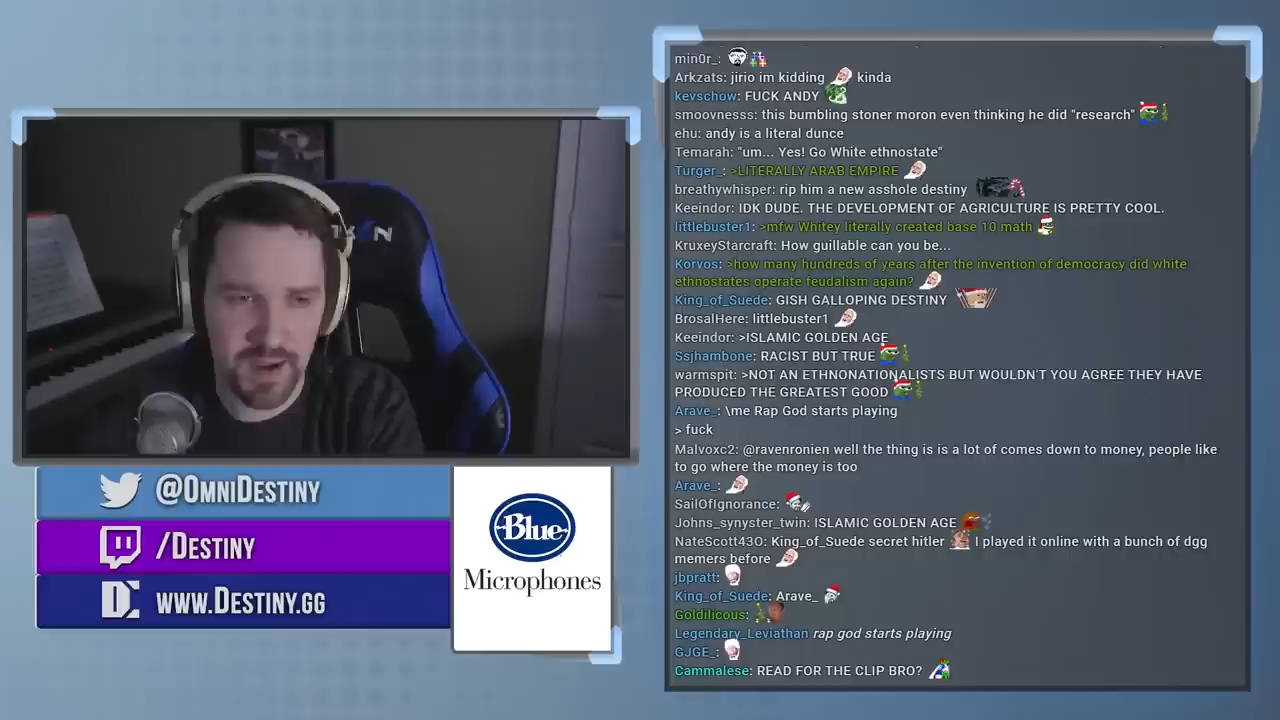 min0r_:
Arkzats: jirio im kidding kinda
kevschow: FUCK ANDY
smoovnesss: this bumbling stoner moron even thinking he did "research"
ehu: andy is a literal dunce
Temarah: "um... Yes! Go White ethnostate"
Turger_: >LITERALLY ARAB EMPIRE
breathywhisper: rip him a new asshole destiny
Keeindor: IDK DUDE. THE DEVELOPMENT OF AGRICULTURE IS PRETTY COOL.
littlebuster1: >mfw Whitey literally created base 10 math
KruxeyStarcraft: How guillable can you be...
Korvos: >how many hundreds of years after the invention of democracy did white
ethnostates operate feudalism again?
King_of_Suede: GISH GALLOPING DESTINY
BrosalHere: littlebuster1
Keeindor: >ISLAMIC GOLDEN AGE
Ssjhambone: RACIST BUT TRUE
warmspit: >NOT AN ETHNONATIONALISTS BUT WOULDN'T YOU AGREE THEY HAVE
PRODUCED THE GREATEST GOOD
Arave_: \me Rap God starts playing
> fuck
Malvoxc2: @ravenronien well the thing is is a lot of comes down to money, people like
to go where the money is too
Arave_:
SailOfIgnorance:
Johns_synyster_twin: ISLAMIC GOLDEN AGE
NateScott43O: King_of_Suede secret hitler I played it online with a bunch of dgg
memers before
jbpratt:
King_of_Suede: Arave_
Goldilicous:
Legendary_Leviathan rap god starts playing
GJGE_:
Cammalese: READ FOR THE CLIP BRO?
@OmniDestiny
/Destiny
www.Destiny.gg
Blue
Microphones